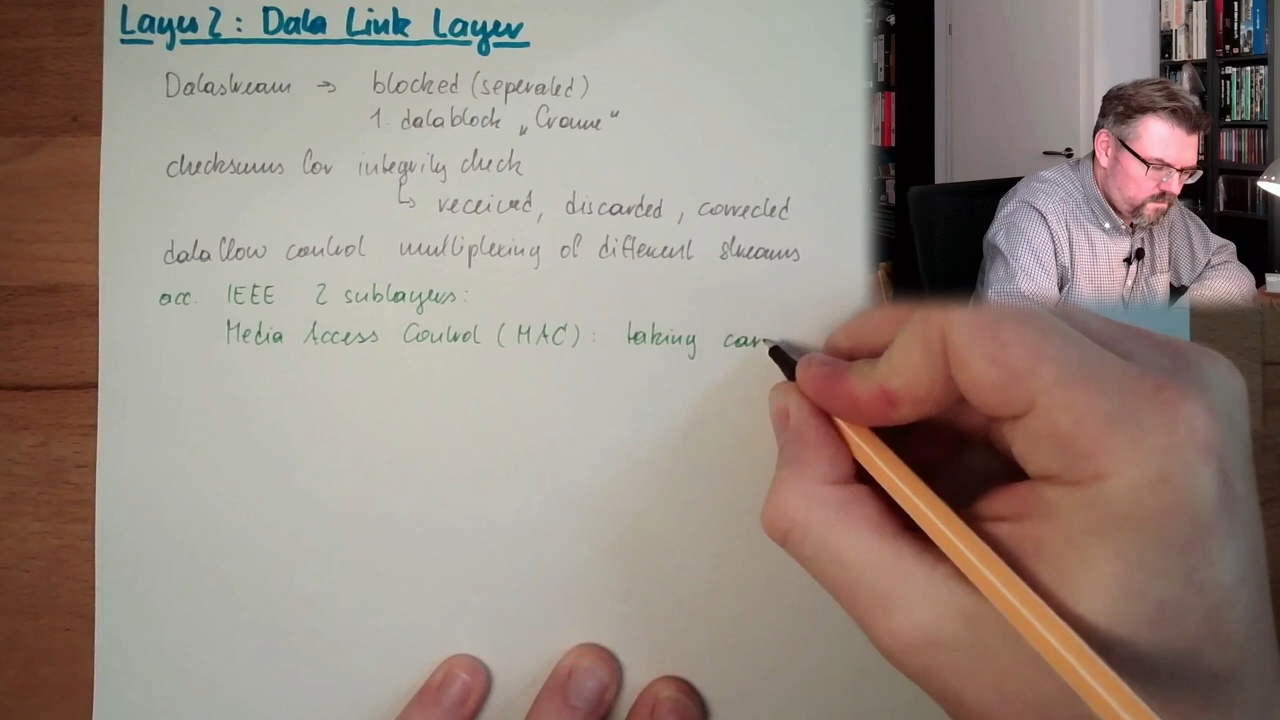 Layer 2: Data Link Layer
Datastream → blocked (seperated)
1. datablock „Frame"
checksums for integrity check
↳ received, discarded, corrected
dataflow control multiplexing of different streams
acc. IEEE 2 sublayers:
Media Access Control (MAC): taking car